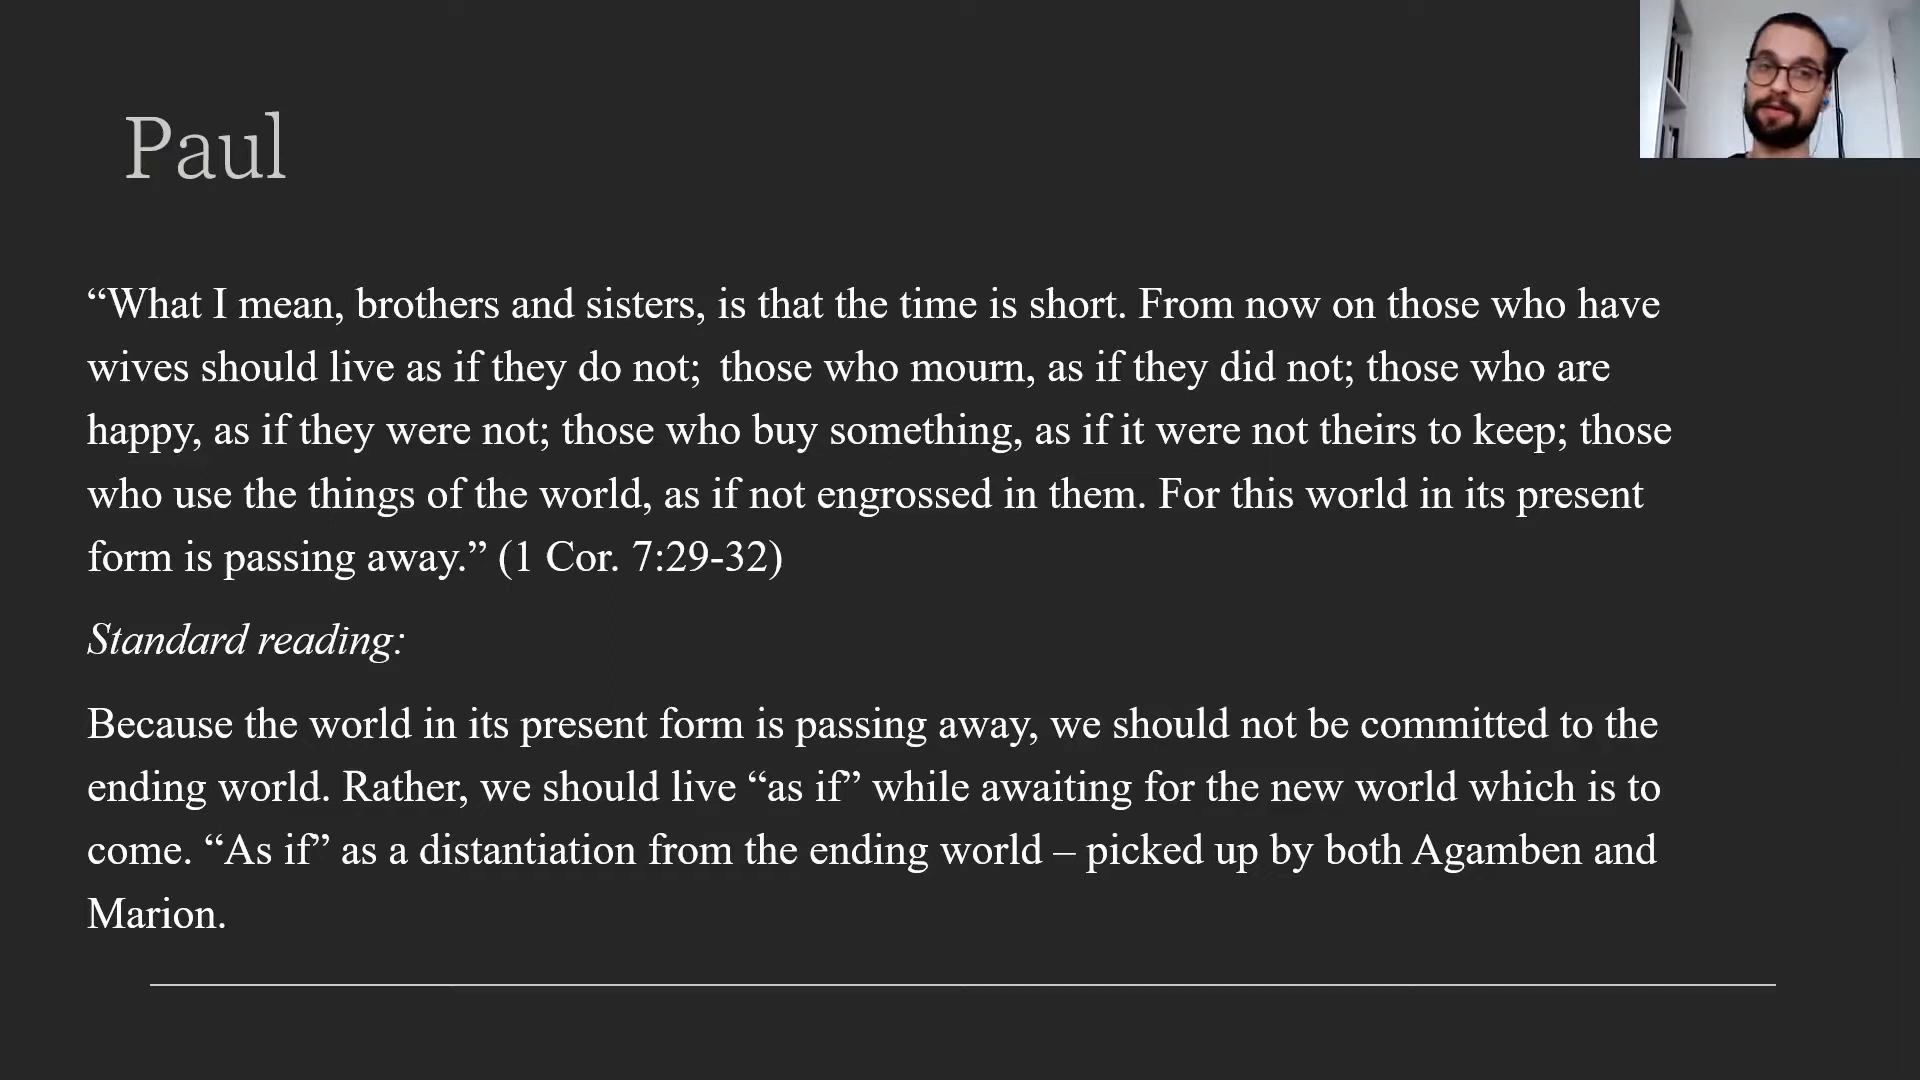 Paul
“What I mean, brothers and sisters, is that the time is short. From now on those who have
wives should live as if they do not; those who mourn, as if they did not; those who are
happy, as if they were not; those who buy something, as if it were not theirs to keep; those
who use the things of the world, as if not engrossed in them. For this world in its present
form is passing away.” (1 Cor. 7:29-32)
Standard reading:
Because the world in its present form is passing away, we should not be committed to the
ending world. Rather, we should live “as if” while awaiting for the new world which is to
come. “As if” as a distantiation from the ending world – picked up by both Agamben and
Marion.